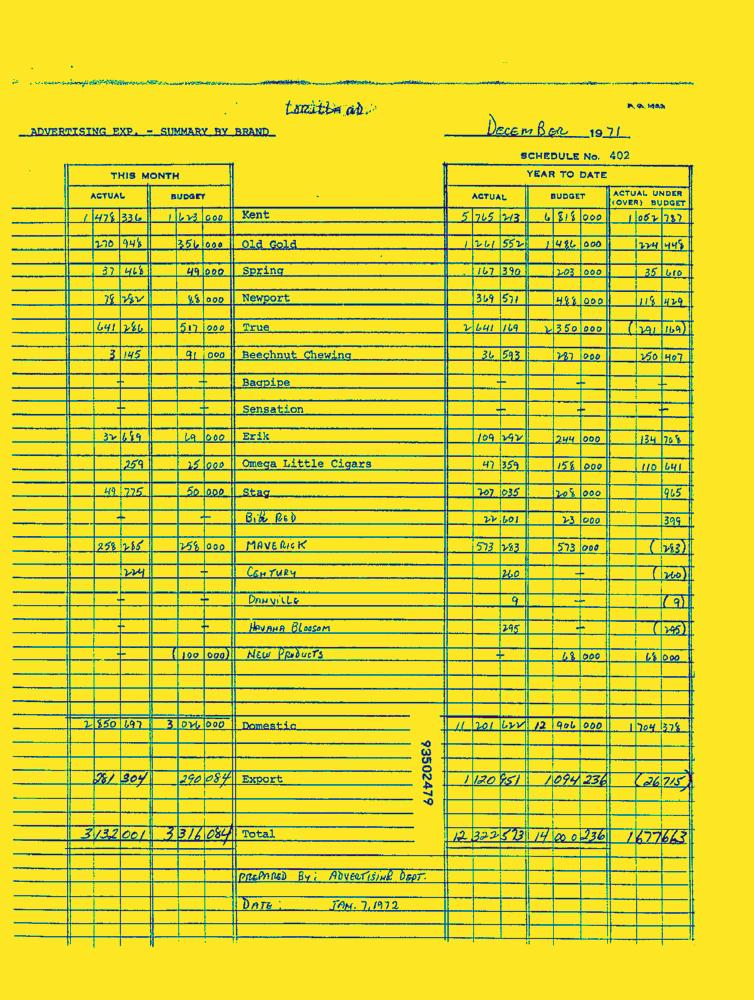 Lorillard.
P. O. 1403A
ADVERTISING EXP. - SUMMARY BY BRAND
DECEMBER 1971
SCHEDULE No. 402
THIS MONTH YEAR TO DATE
ACTUAL BUDGET ACTUAL BUDGET ACTUAL UNDER (OVER) BUDGET
1 478 336 1 623 000 Kent 5 765 213 6 818 000 1 052 787
270 948 356 000 Old Gold 1 261 552 1 486 000 224 448
37 468 49 000 Spring 167 390 203 000 35 610
78 282 88 000 Newport 369 571 488 000 118 429
641 286 517 000 True 2 641 169 2 350 000 (291 169)
3 145 91 000 Beechnut Chewing 36 593 287 000 250 407
- - Bagpipe - - -
- - Sensation - - -
32 689 69 000 Erik 109 292 244 000 134 708
259 25 000 Omega Little Cigars 47 359 158 000 110 641
49 775 50 000 Stag 207 035 208 000 965
- - BIG RED 22 601 23 000 399
258 285 258 000 MAVERICK 573 283 573 000 (283)
224 - CENTURY 260 - (260)
- - DANVILLE 9 - (9)
- - HAVANA BLOSSOM 295 - (295)
- (100 000) NEW PRODUCTS - 68 000 68 000
2 850 697 3 026 000 Domestic 11 201 622 12 906 000 1 704 378
281 304 290 084 Export 1 120 951 1 094 236 (26 715)
3 132 001 3 316 084 Total 12 322 573 14 000 236 1 677 663
PREPARED BY: ADVERTISING DEPT.
DATE: JAN. 7, 1972
93502479